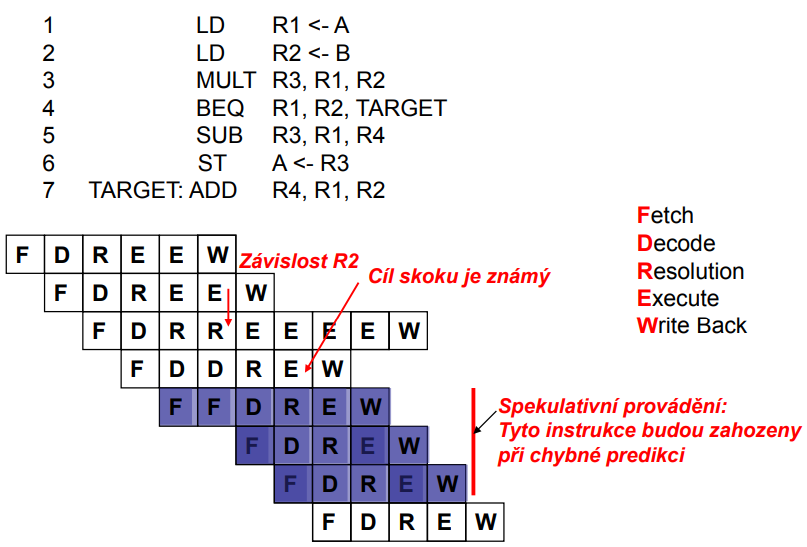 1 LD R1 <- A
2 LD R2 <- B
3 MULT R3, R1, R2
4 BEQ R1, R2, TARGET
5 SUB R3, R1, R4
6 ST A <- R3
7 TARGET: ADD R4, R1, R2
Fetch
Decode
Resolution
Execute
Write Back
F D R E E W
Závislost R2
Cíl skoku je známý
F D R E E W
F D R R E E E E W
F D D R E W
F F D R E W
Spekulativní provádění:
Tyto instrukce budou zahozeny
při chybné predikci
F D R E W
F D R E W
F D R E W